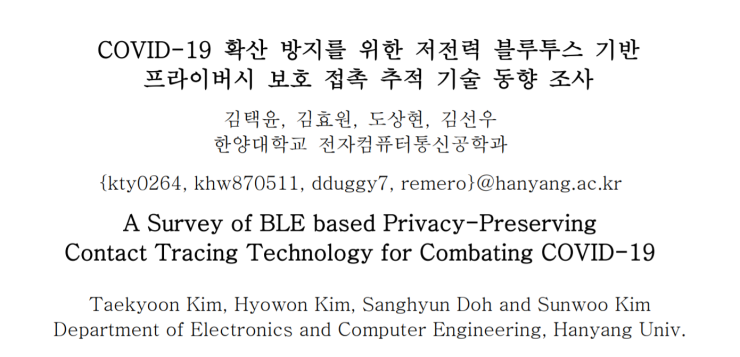 COVID-19 확산 방지를 위한 저전력 블루투스 기반
프라이버시 보호 접촉 추적 기술 동향 조사
김택윤, 김효원, 도상현, 김선우
한양대학교 전자컴퓨터통신공학과
{kty0264, khw870511, dduggy7, remero}@hanyang.ac.kr
A Survey of BLE based Privacy-Preserving
Contact Tracing Technology for Combating COVID-19
Taekyoon Kim, Hyowon Kim, Sanghyun Doh and Sunwoo Kim
Department of Electronics and Computer Engineering, Hanyang Univ.